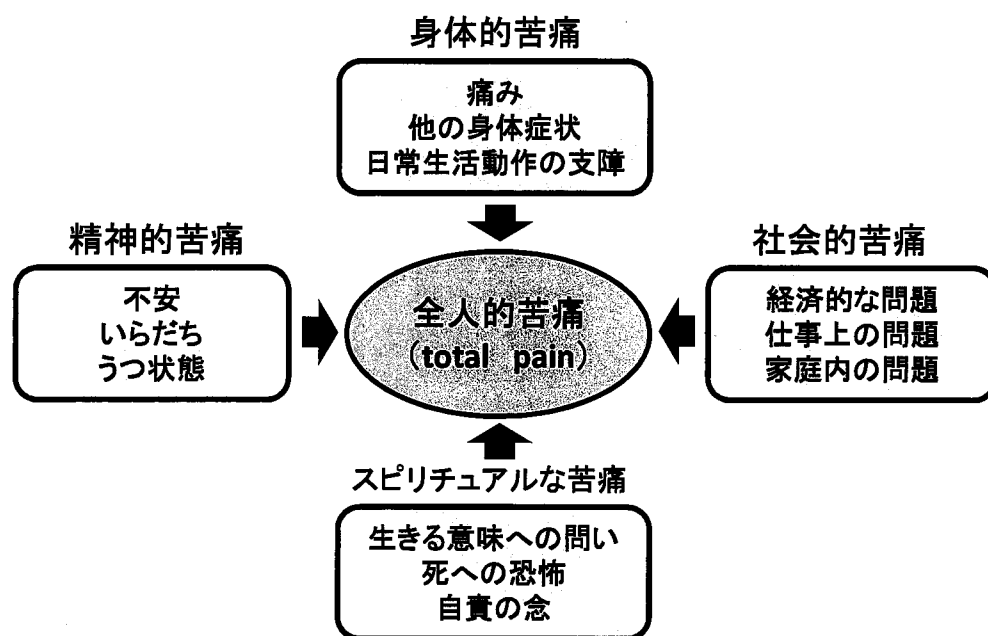 身体的苦痛
痛み
他の身体症状
日常生活動作の支障
精神的苦痛
不安
いらだち
うつ状態
全人的苦痛
(total pain)
社会的苦痛
経済的な問題
仕事上の問題
家庭内の問題
スピリチュアルな苦痛
生きる意味への問い
死への恐怖
自責の念